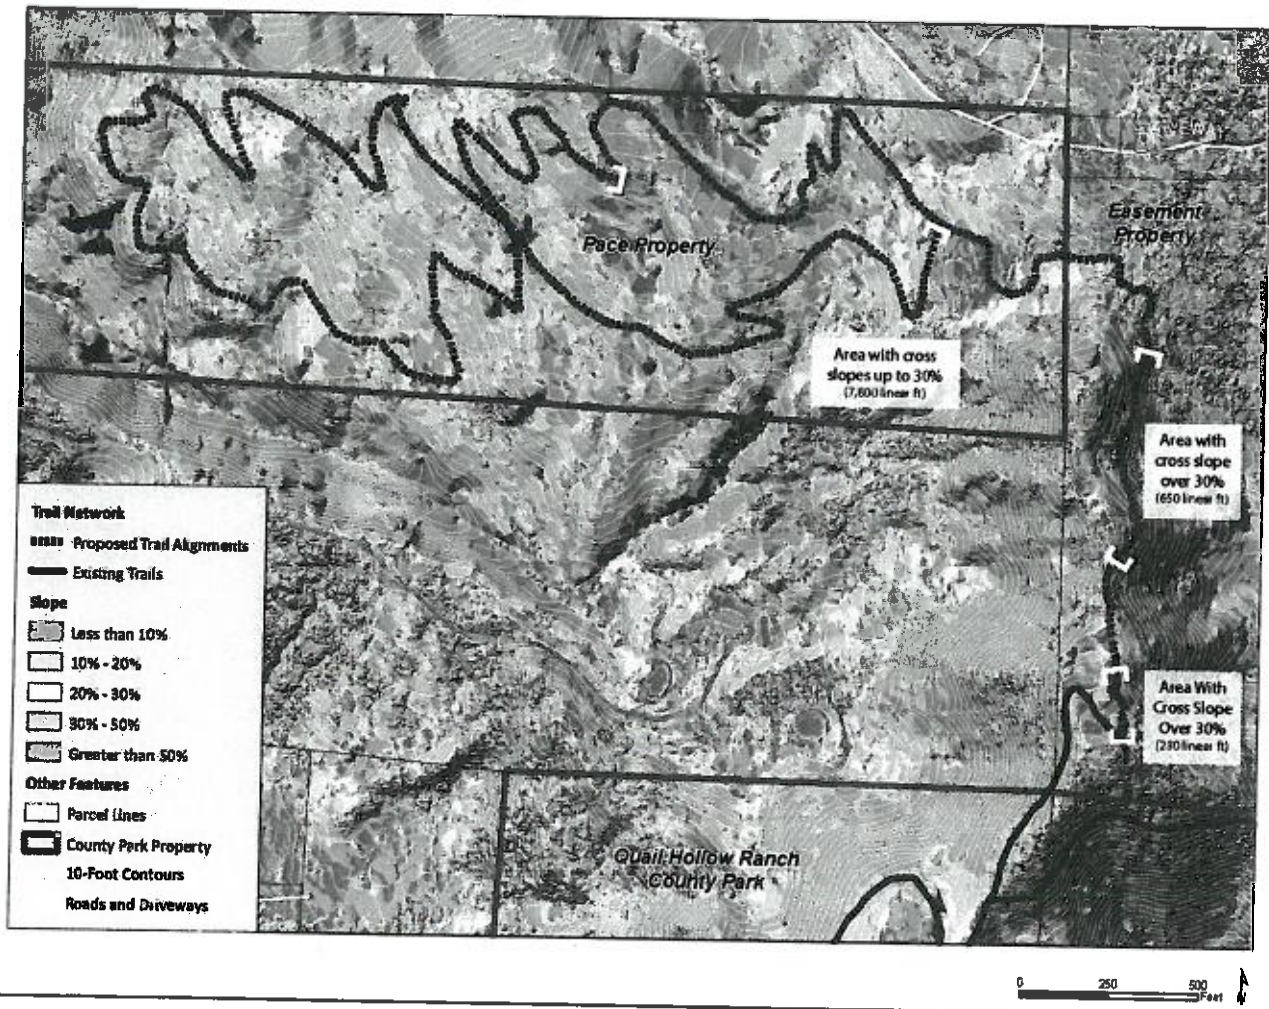 Easement
Property
Pace Property
Area with cross
slopes up to 30%
(7,800 linear ft)
Area with
cross slope
over 30%
(650 linear ft)
Trail Network
Proposed Trail Alignments
Existing Trails
Slope
Less than 10%
10% - 20%
20% - 30%
30% - 50%
Greater than 50%
Other Features
Parcel Lines
County Park Property
10-Foot Contours
Roads and Driveways
Area With
Cross Slope
Over 30%
(230 linear ft)
Quail Hollow Ranch
County Park
0 250 500
Feet